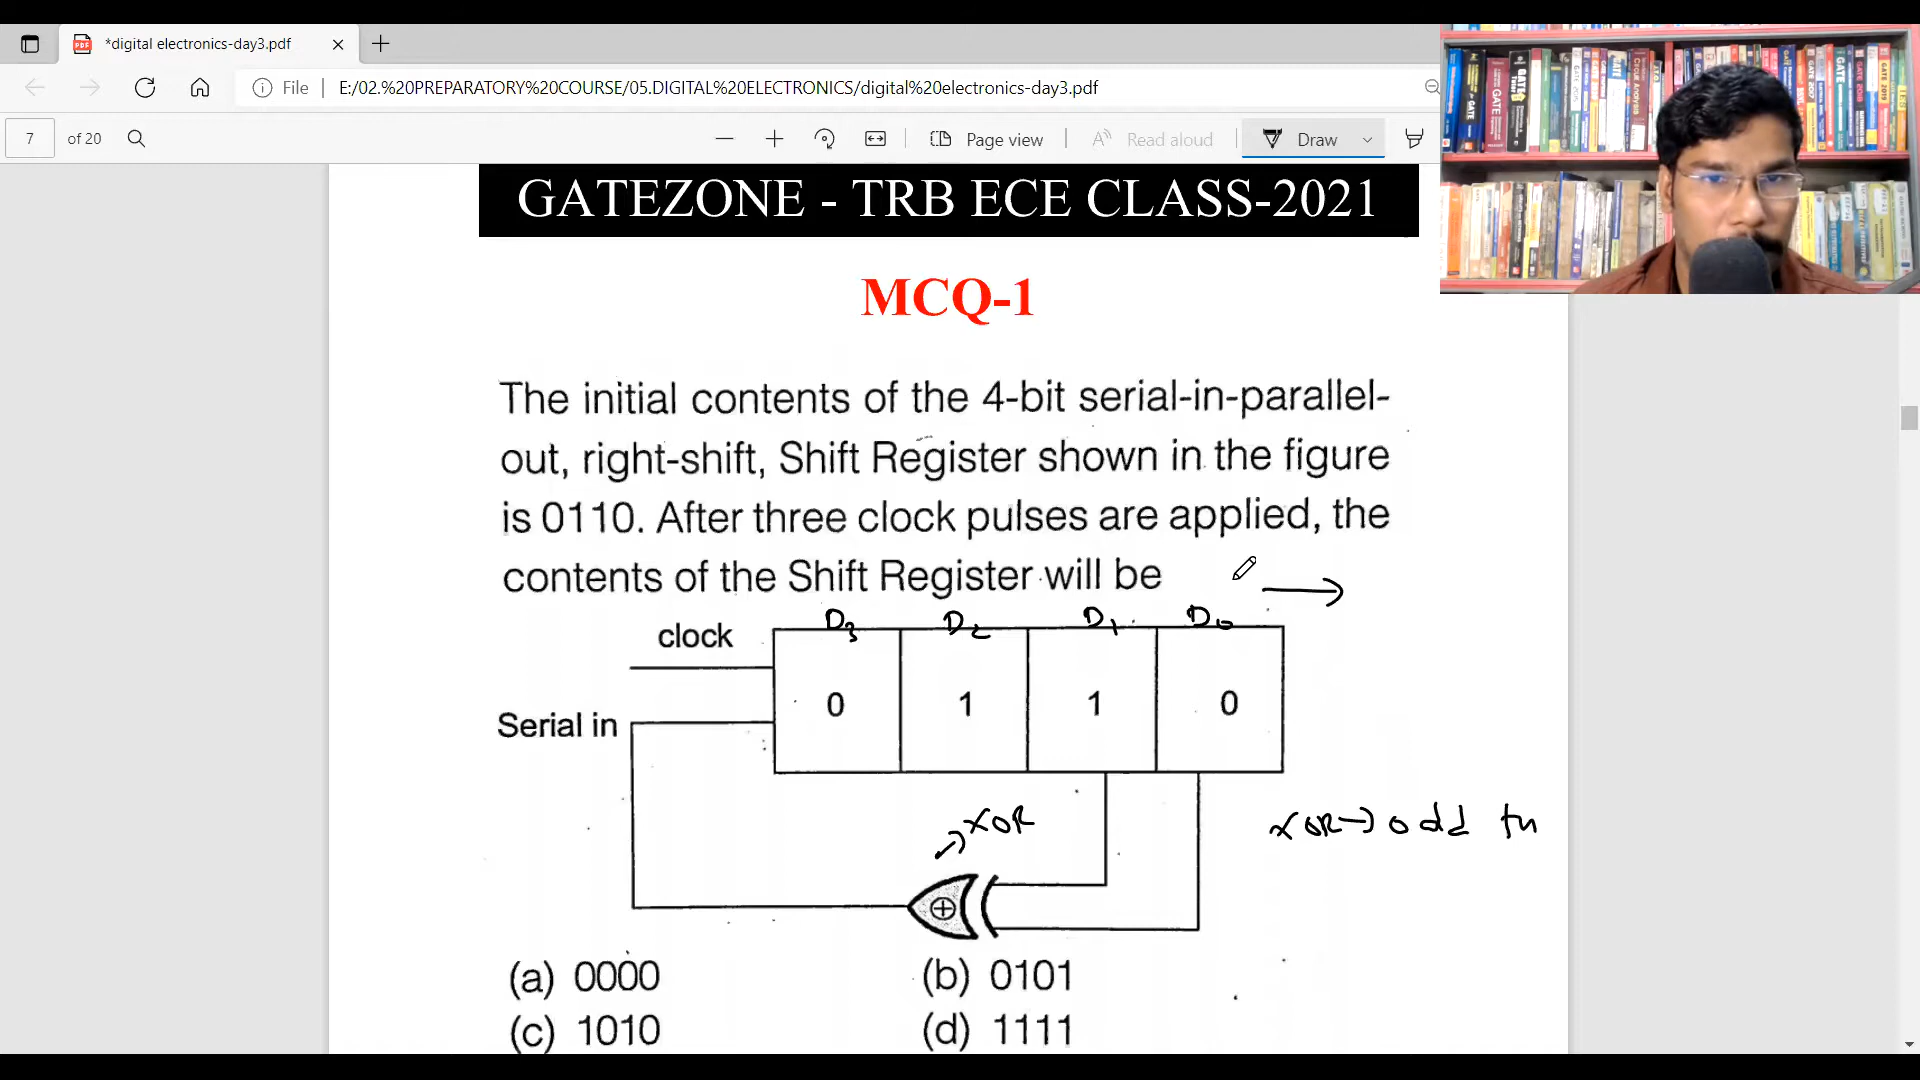 *digital electronics-day3.pdf
File E:/02.%20PREPARATORY%20COURSE/05.DIGITAL%20ELECTRONICS/digital%20electronics-day3.pdf
7 of 20 Page view Read aloud Draw
GATEZONE - TRB ECE CLASS-2021
MCQ-1
The initial contents of the 4-bit serial-in-parallel-
out, right-shift, Shift Register shown in the figure
is 0110. After three clock pulses are applied, the
contents of the Shift Register will be
D3 D2 D1 D0
clock
0 1 1 0
Serial in
XOR
XOR→ odd fn
(a) 0000 (b) 0101
(c) 1010 (d) 1111